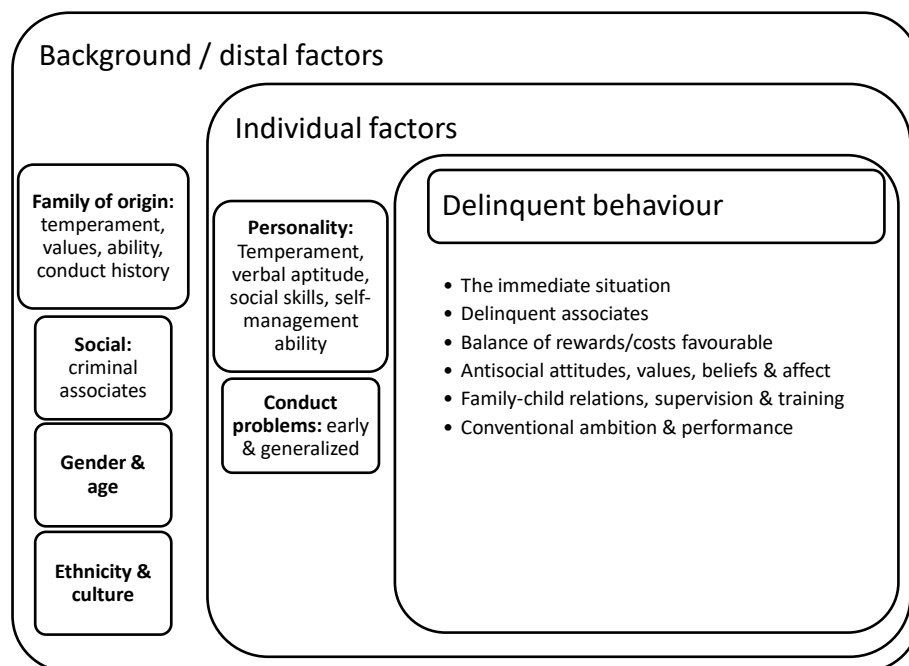 Background / distal factors
Individual factors
Family of origin:
temperament,
values, ability,
conduct history
Social:
criminal
associates
Gender &
age
Ethnicity &
culture
Personality:
Temperament,
verbal aptitude,
social skills, self-
management
ability
Conduct
problems: early
& generalized
Delinquent behaviour
• The immediate situation
• Delinquent associates
• Balance of rewards/costs favourable
• Antisocial attitudes, values, beliefs & affect
• Family-child relations, supervision & training
• Conventional ambition & performance